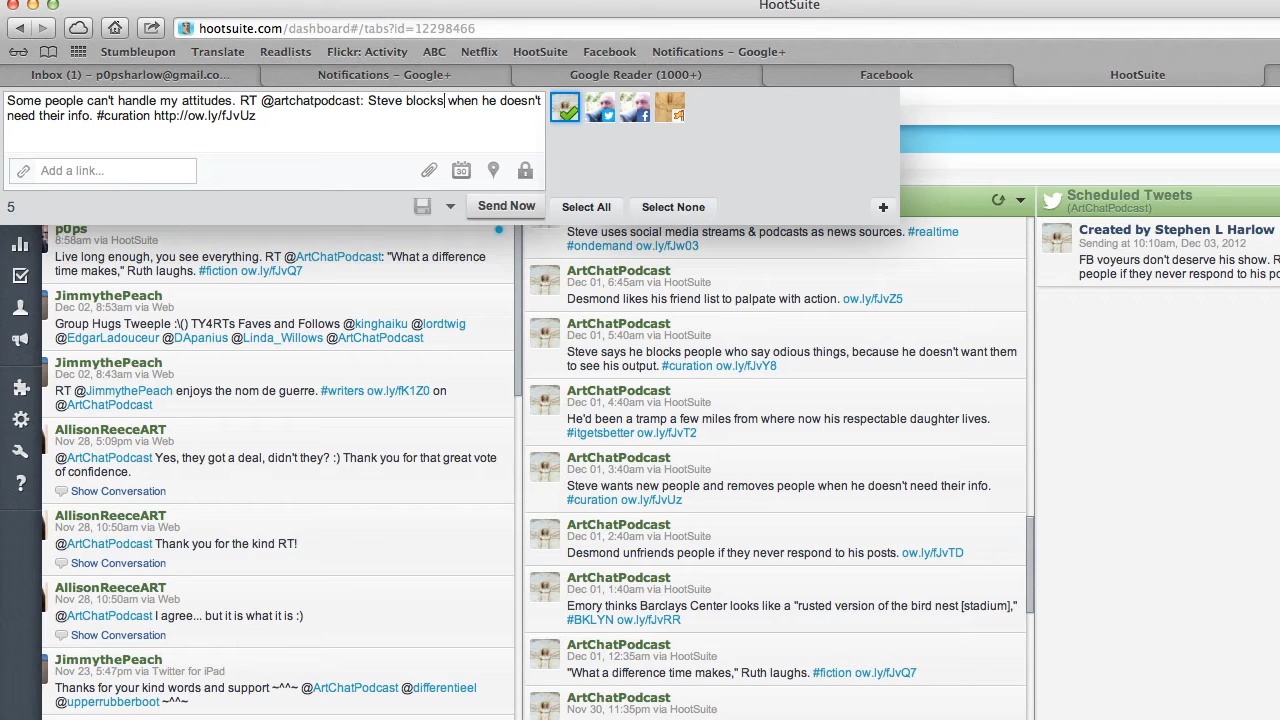 HootSuite
hootsuite.com/dashboard#/tabs?id=12298466
Stumbleupon Translate Readlists Flickr: Activity ABC Netflix HootSuite Facebook Notifications - Google+
Inbox (1) - p0psharlow@gmail.co... Notifications - Google+ Google Reader (1000+) Facebook HootSuite
Some people can't handle my attitudes. RT @artchatpodcast: Steve blocks when he doesn't
need their info. #curation http://ow.ly/fJvUz
Add a link...
30
5
Send Now
Select All
Select None
p0ps
8:58am via HootSuite
Live long enough, you see everything. RT @ArtChatPodcast: "What a difference
time makes," Ruth laughs. #fiction ow.ly/fJvQ7
JimmythePeach
Dec 02, 8:53am via Web
Group Hugs Tweeple :\() TY4RTs Faves and Follows @kinghaiku @lordtwig
@EdgarLadouceur @DApanius @Linda_Willows @ArtChatPodcast
JimmythePeach
Dec 02, 8:43am via Web
RT @JimmythePeach enjoys the nom de guerre. #writers ow.ly/fK1Z0 on
@ArtChatPodcast
AllisonReeceART
Nov 28, 5:09pm via Web
@ArtChatPodcast Yes, they got a deal, didn't they? :) Thank you for that great vote
of confidence.
Show Conversation
AllisonReeceART
Nov 28, 10:50am via Web
@ArtChatPodcast Thank you for the kind RT!
Show Conversation
AllisonReeceART
Nov 28, 10:50am via Web
@ArtChatPodcast I agree... but it is what it is :)
Show Conversation
JimmythePeach
Nov 23, 5:47pm via Twitter for iPad
Thanks for your kind words and support ~^^~ @ArtChatPodcast @differentieel
@upperrubberboot ~^^~
Steve uses social media streams & podcasts as news sources. #realtime
#ondemand ow.ly/fJw03
ArtChatPodcast
Dec 01, 6:45am via HootSuite
Desmond likes his friend list to palpate with action. ow.ly/fJvZ5
ArtChatPodcast
Dec 01, 5:40am via HootSuite
Steve says he blocks people who say odious things, because he doesn't want them
to see his output. #curation ow.ly/fJvY8
ArtChatPodcast
Dec 01, 4:40am via HootSuite
He'd been a tramp a few miles from where now his respectable daughter lives.
#itgetsbetter ow.ly/fJvT2
ArtChatPodcast
Dec 01, 3:40am via HootSuite
Steve wants new people and removes people when he doesn't need their info.
#curation ow.ly/fJvUz
ArtChatPodcast
Dec 01, 2:40am via HootSuite
Desmond unfriends people if they never respond to his posts. ow.ly/fJvTD
ArtChatPodcast
Dec 01, 1:40am via HootSuite
Emory thinks Barclays Center looks like a "rusted version of the bird nest [stadium],"
#BKLYN ow.ly/fJvRR
ArtChatPodcast
Dec 01, 12:35am via HootSuite
"What a difference time makes," Ruth laughs. #fiction ow.ly/fJvQ7
ArtChatPodcast
Nov 30, 11:35pm via HootSuite
Scheduled Tweets
(ArtChatPodcast)
Created by Stephen L Harlow
Sending at 10:10am, Dec 03, 2012
FB voyeurs don't deserve his show. R
people if they never respond to his po